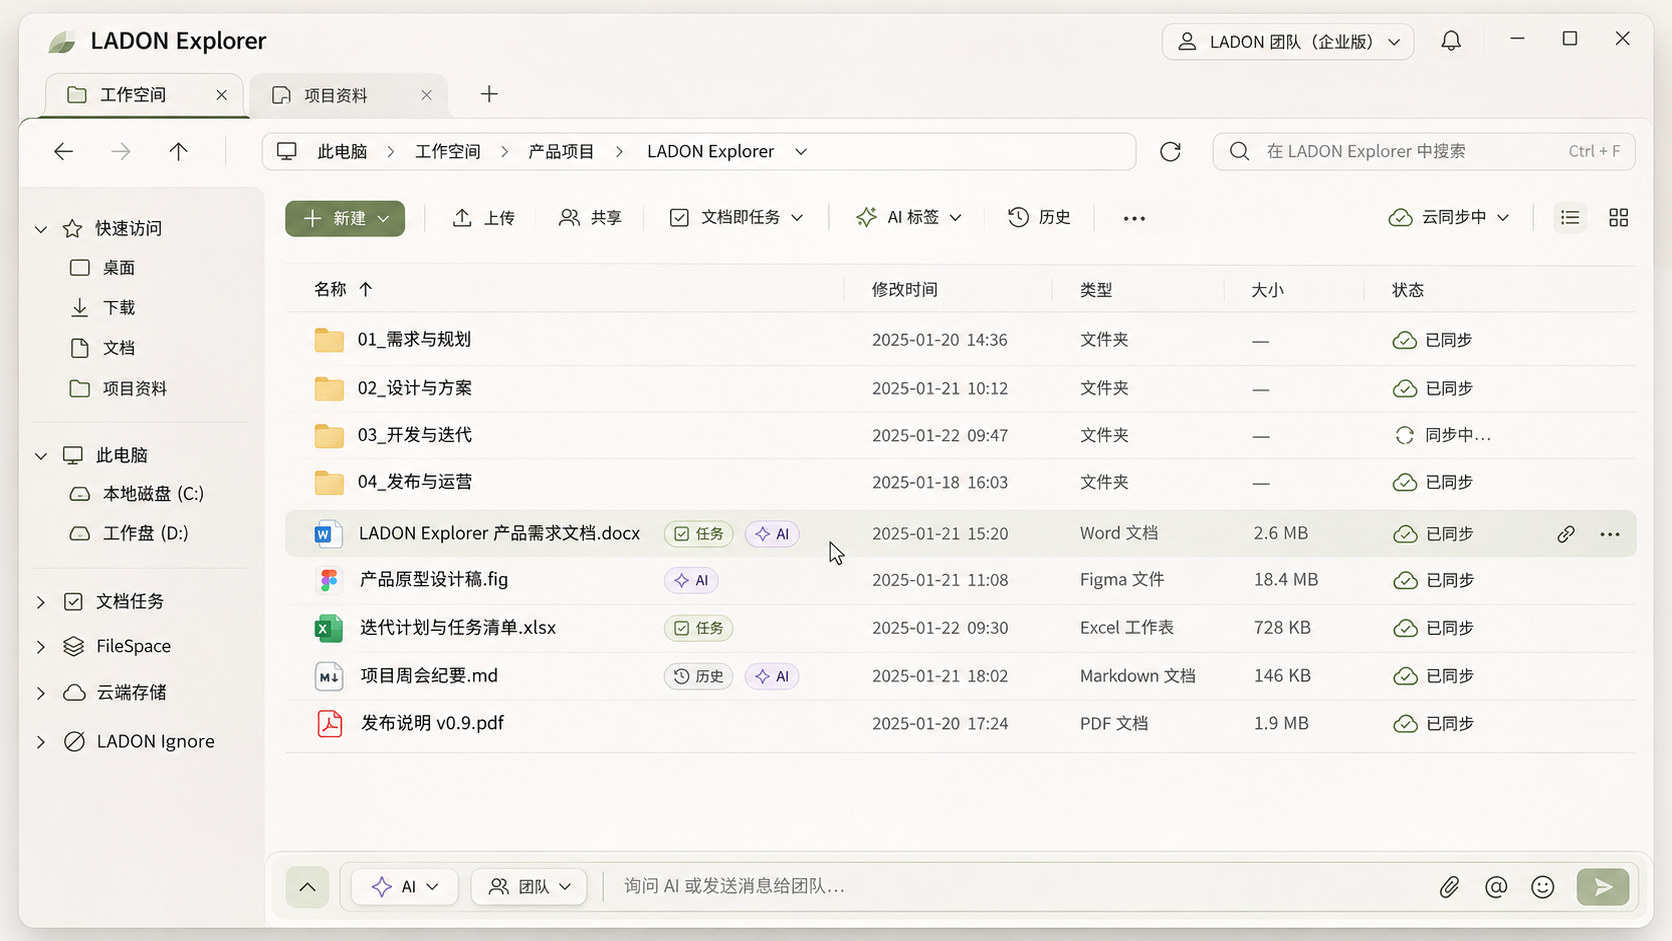 LADON Explorer
LADON 团队（企业版）
工作空间
项目资料
此电脑 工作空间 产品项目 LADON Explorer
在 LADON Explorer 中搜索 Ctrl + F
快速访问
桌面
下载
文档
项目资料
此电脑
本地磁盘 (C:)
工作盘 (D:)
文档任务
FileSpace
云端存储
LADON Ignore
新建 上传 共享 文档即任务 AI 标签 历史 云同步中
名称 修改时间 类型 大小 状态
01_需求与规划 2025-01-20 14:36 文件夹 — 已同步
02_设计与方案 2025-01-21 10:12 文件夹 — 已同步
03_开发与迭代 2025-01-22 09:47 文件夹 — 同步中...
04_发布与运营 2025-01-18 16:03 文件夹 — 已同步
LADON Explorer 产品需求文档.docx 任务 AI 2025-01-21 15:20 Word 文档 2.6 MB 已同步
产品原型设计稿.fig AI 2025-01-21 11:08 Figma 文件 18.4 MB 已同步
迭代计划与任务清单.xlsx 任务 2025-01-22 09:30 Excel 工作表 728 KB 已同步
项目周会纪要.md 历史 AI 2025-01-21 18:02 Markdown 文档 146 KB 已同步
发布说明 v0.9.pdf 2025-01-20 17:24 PDF 文档 1.9 MB 已同步
AI 团队 询问 AI 或发送消息给团队...